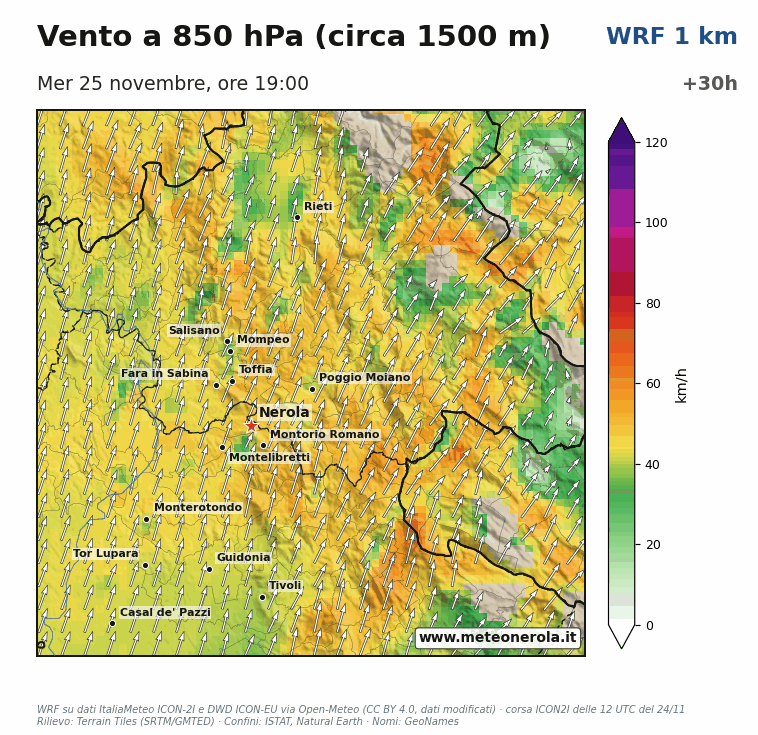 Vento a 850 hPa (circa 1500 m)
WRF 1 km
Mer 25 novembre, ore 19:00
+30h
Rieti
Salisano
Mompeo
Fara in Sabina
Toffia
Poggio Moiano
Nerola
Montorio Romano
Montelibretti
Monterotondo
Tor Lupara
Guidonia
Tivoli
Casal de' Pazzi
www.meteonerola.it
120
100
80
60
40
20
0
km/h
WRF su dati ItaliaMeteo ICON-2I e DWD ICON-EU via Open-Meteo (CC BY 4.0, dati modificati) · corsa ICON2I delle 12 UTC del 24/11
Rilievo: Terrain Tiles (SRTM/GMTED) · Confini: ISTAT, Natural Earth · Nomi: GeoNames